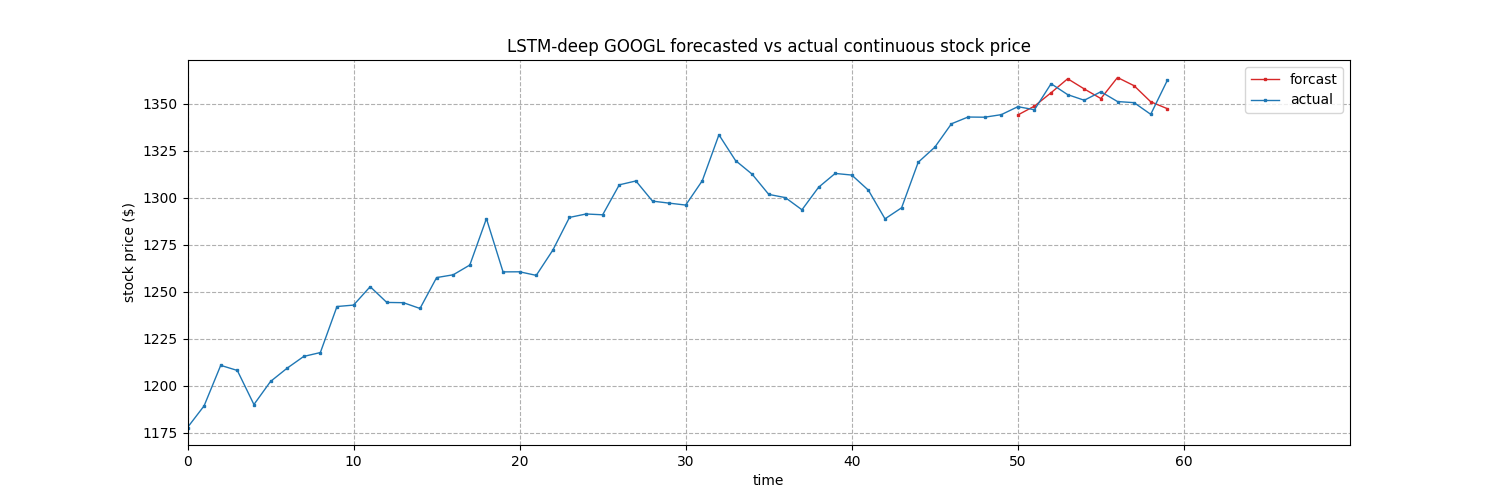 LSTM-deep GOOGL forecasted vs actual continuous stock price
forcast
actual
1350
1325
1300
1275
1250
1225
1200
1175
stock price ($)
0 10 20 30 40 50 60
time